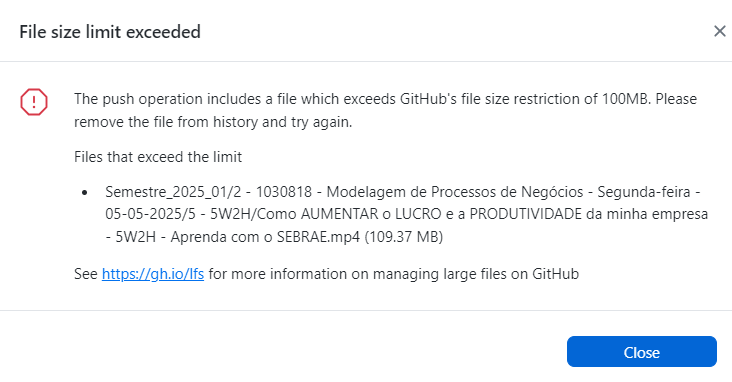 File size limit exceeded
The push operation includes a file which exceeds GitHub's file size restriction of 100MB. Please
remove the file from history and try again.
Files that exceed the limit
Semestre_2025_01/2 - 1030818 - Modelagem de Processos de Negócios - Segunda-feira -
05-05-2025/5 - 5W2H/Como AUMENTAR o LUCRO e a PRODUTIVIDADE da minha empresa
- 5W2H - Aprenda com o SEBRAE.mp4 (109.37 MB)
See https://gh.io/lfs for more information on managing large files on GitHub
Close